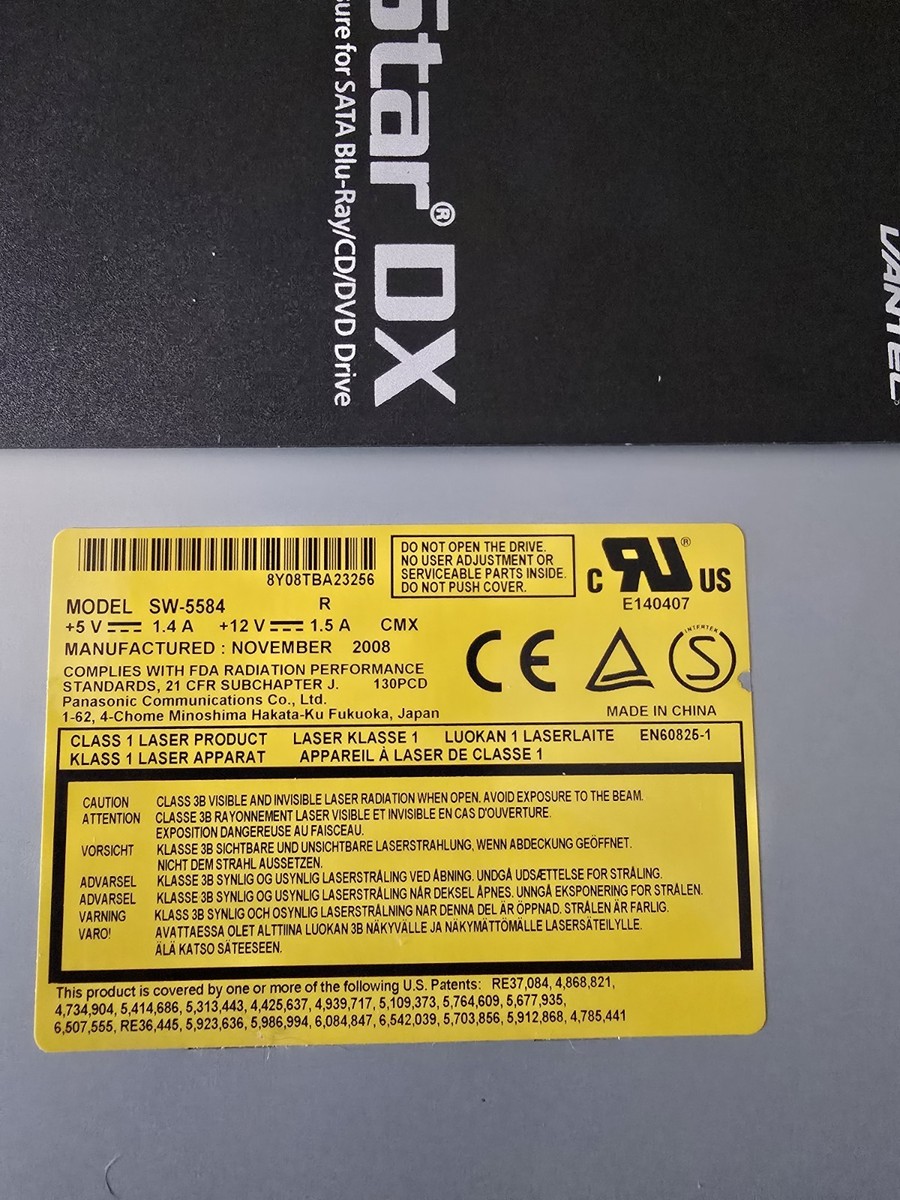 Star® DX
for SATA Blu-Ray/CD/DVD Drive
VANTEC
8Y08TBA23256
DO NOT OPEN THE DRIVE.
NO USER ADJUSTMENT OR
SERVICEABLE PARTS INSIDE.
DO NOT PUSH COVER.
C RU® US
E140407
MODEL SW-5584 R
+5 V 1.4 A +12 V 1.5 A CMX
MANUFACTURED : NOVEMBER 2008
COMPLIES WITH FDA RADIATION PERFORMANCE
STANDARDS, 21 CFR SUBCHAPTER J. 130PCD
Panasonic Communications Co., Ltd.
1-62, 4-Chome Minoshima Hakata-Ku Fukuoka, Japan
CE
INTERTEK
S
MADE IN CHINA
CLASS 1 LASER PRODUCT LASER KLASSE 1 LUOKAN 1 LASERLAITE EN60825-1
KLASS 1 LASER APPARAT APPAREIL À LASER DE CLASSE 1
CAUTION CLASS 3B VISIBLE AND INVISIBLE LASER RADIATION WHEN OPEN. AVOID EXPOSURE TO THE BEAM.
ATTENTION CLASSE 3B RAYONNEMENT LASER VISIBLE ET INVISIBLE EN CAS D'OUVERTURE.
EXPOSITION DANGEREUSE AU FAISCEAU.
VORSICHT KLASSE 3B SICHTBARE UND UNSICHTBARE LASERSTRAHLUNG, WENN ABDECKUNG GEÖFFNET.
NICHT DEM STRAHL AUSSETZEN.
ADVARSEL KLASSE 3B SYNLIG OG USYNLIG LASERSTRÅLING VED ÅBNING. UNDGÅ UDSÆTTELSE FOR STRÅLING.
ADVARSEL KLASSE 3B SYNLIG OG USYNLIG LASERSTRÅLING NÅR DEKSEL ÅPNES. UNNGÅ EKSPONERING FOR STRÅLEN.
VARNING KLASS 3B SYNLIG OCH OSYNLIG LASERSTRÅLNING NAR DENNA DEL ÄR ÖPPNAD. STRÅLEN ÄR FARLIG.
VARO! AVATTAESSA OLET ALTTIINA LUOKAN 3B NÄKYVÄLLE JA NÄKYMÄTTÖMÄLLE LASERSÄTEILYLLE.
ÄLÄ KATSO SÄTEESEEN.
This product is covered by one or more of the following U.S. Patents: RE37,084, 4,868,821,
4,734,904, 5,414,686, 5,313,443, 4,425,637, 4,939,717, 5,109,373, 5,764,609, 5,677,935,
6,507,555, RE36,445, 5,923,636, 5,986,994, 6,084,847, 6,542,039, 5,703,856, 5,912,868, 4,785,441